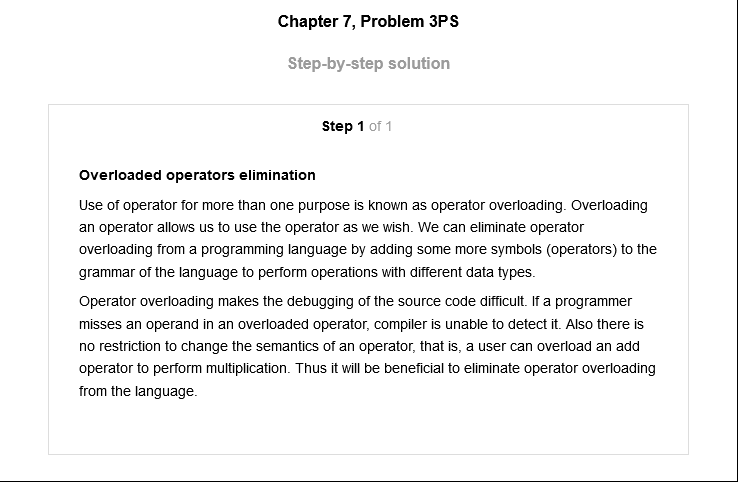 Chapter 7, Problem 3PS
Step-by-step solution
Step 1 of 1
Overloaded operators elimination
Use of operator for more than one purpose is known as operator overloading. Overloading
an operator allows us to use the operator as we wish. We can eliminate operator
overloading from a programming language by adding some more symbols (operators) to the
grammar of the language to perform operations with different data types.
Operator overloading makes the debugging of the source code difficult. If a programmer
misses an operand in an overloaded operator, compiler is unable to detect it. Also there is
no restriction to change the semantics of an operator, that is, a user can overload an add
operator to perform multiplication. Thus it will be beneficial to eliminate operator overloading
from the language.